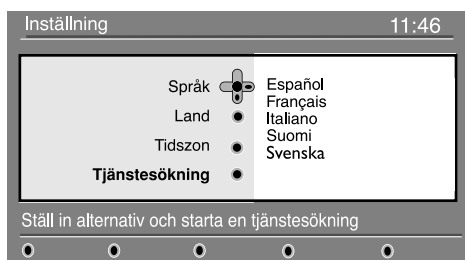 Inställning 11:46
Språk
Land
Tidszon
Tjänstesökning
Español
Français
Italiano
Suomi
Svenska
Ställ in alternativ och starta en tjänstesökning